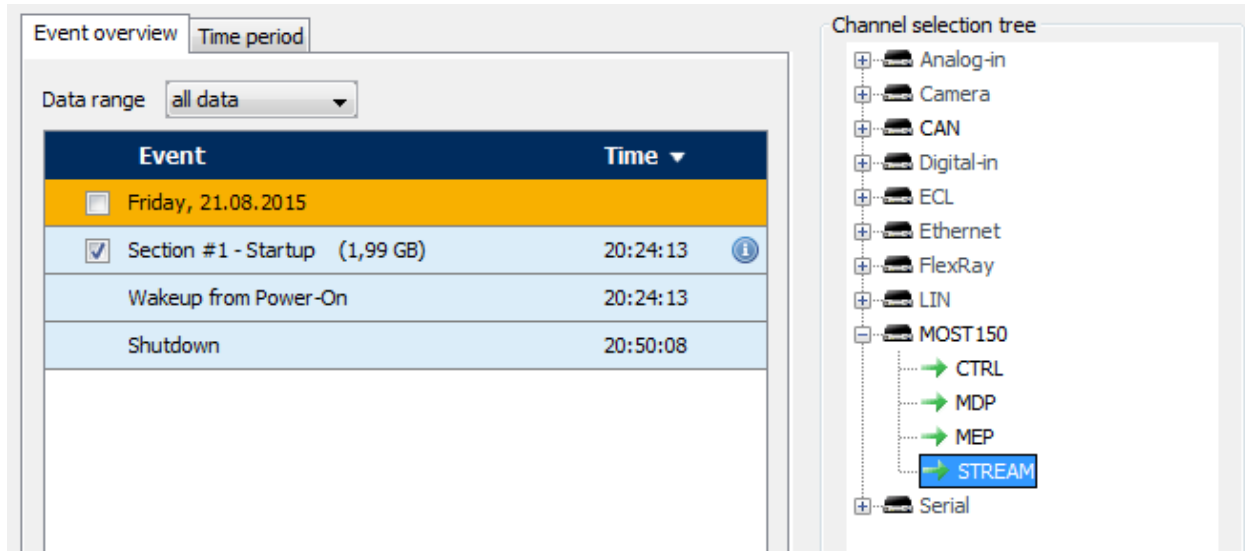 Event overview
Time period
Data range all data
Event Time
Friday, 21.08.2015
Section #1 - Startup (1,99 GB) 20:24:13
Wakeup from Power-On 20:24:13
Shutdown 20:50:08
Channel selection tree
Analog-in
Camera
CAN
Digital-in
ECL
Ethernet
FlexRay
LIN
MOST150
CTRL
MDP
MEP
STREAM
Serial